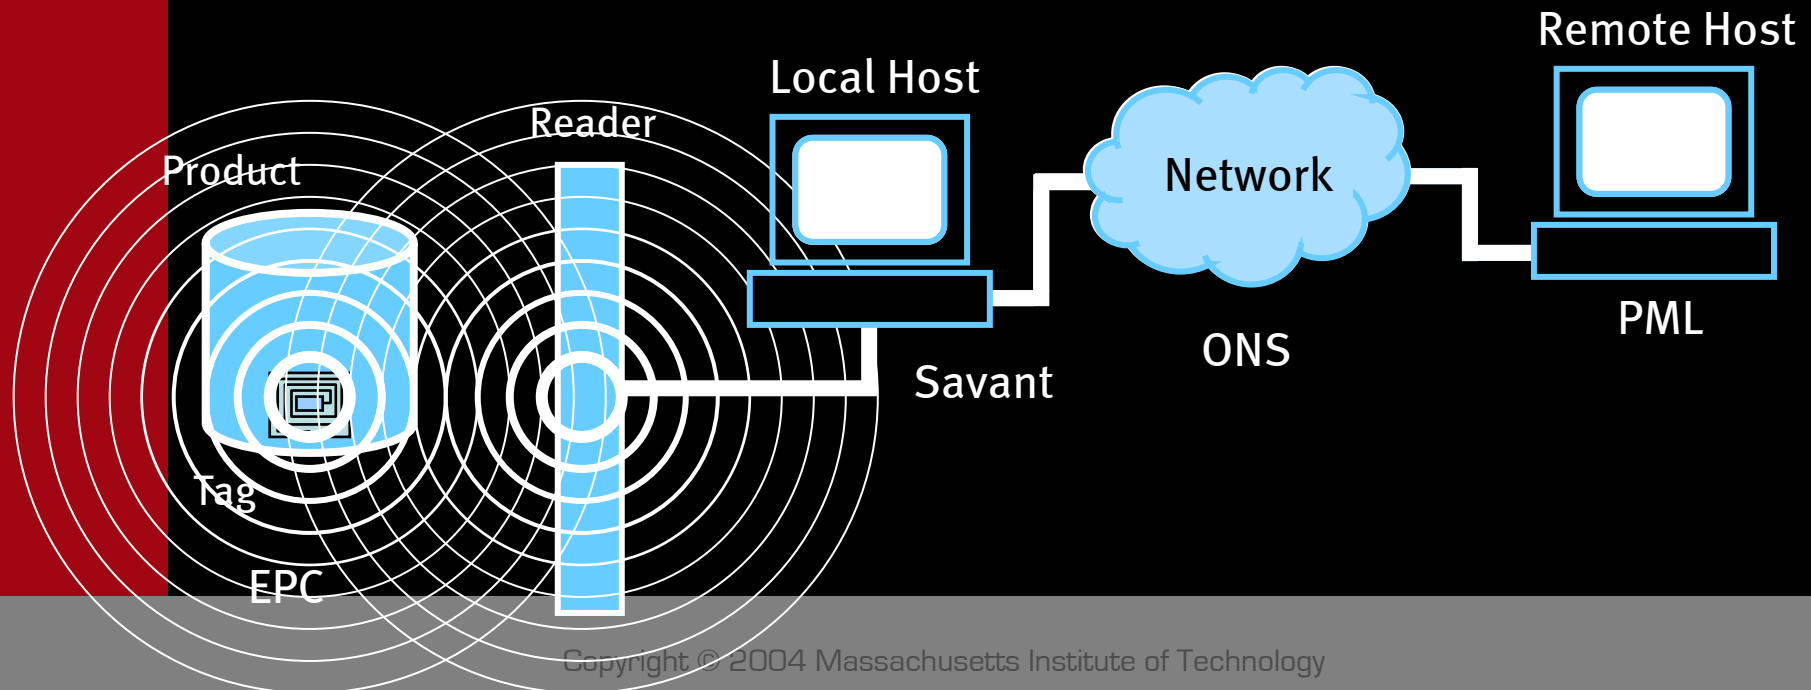 Remote Host
Local Host
Reader
Product
Network
PML
ONS
Savant
Tag
EPC
Copyright © 2004 Massachusetts Institute of Technology